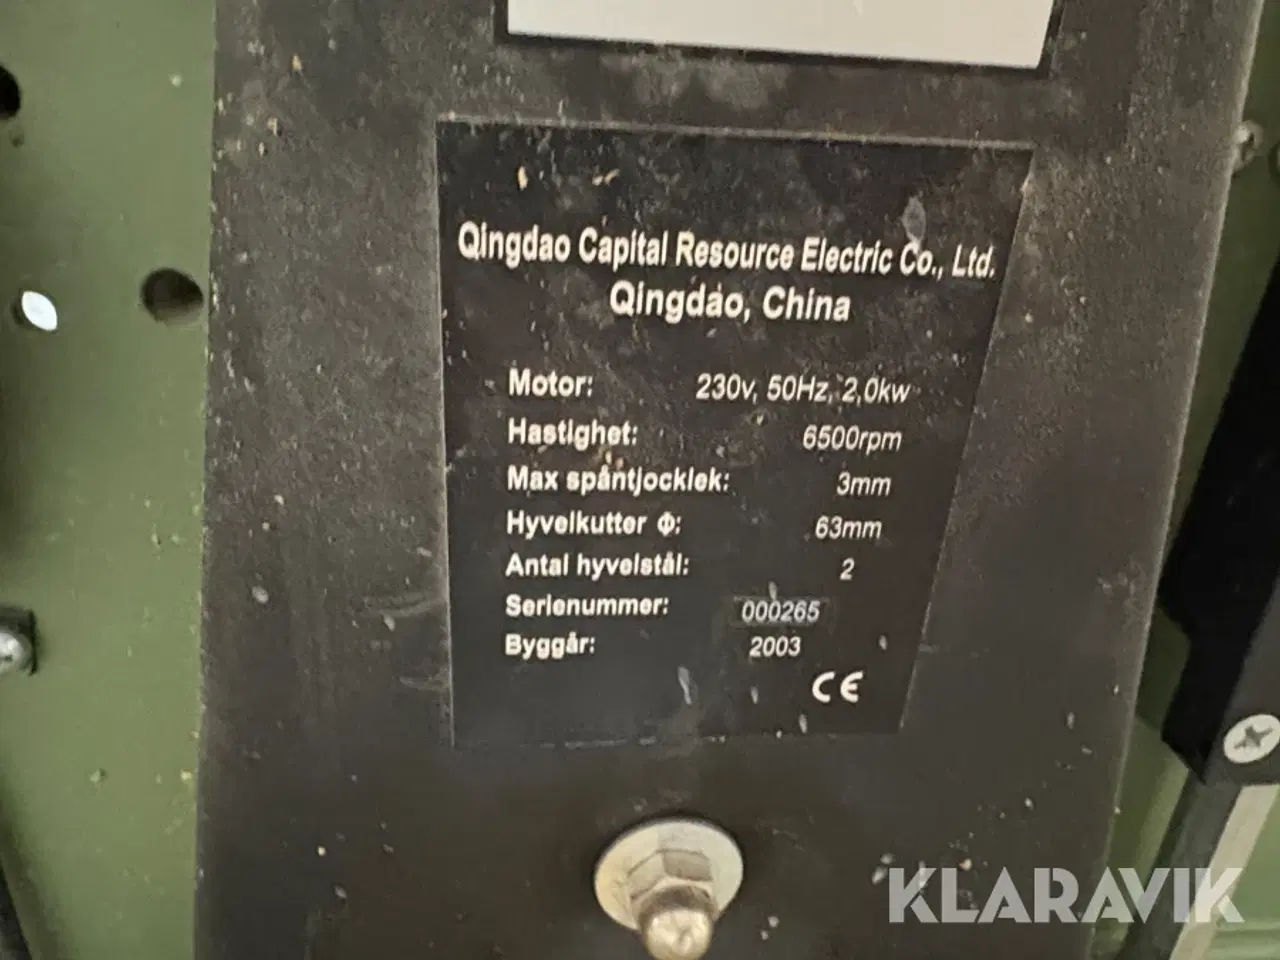 Qingdao Capital Resource Electric Co., Ltd.
Qingdao, China
Motor: 230v, 50Hz, 2,0kw
Hastighet: 6500rpm
Max spåntjocklek: 3mm
Hyvelkutter Φ: 63mm
Antal hyvelstål: 2
Serienummer: 000265
Byggår: 2003
CE
KLARAVIK